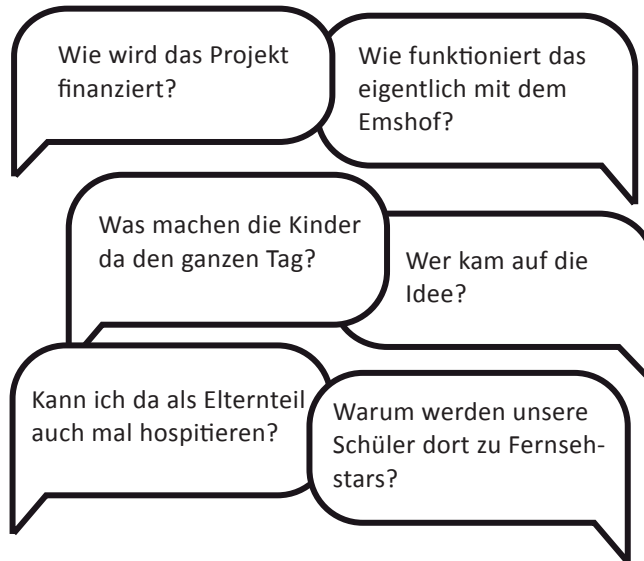 Wie wird das Projekt
finanziert?
Wie funktioniert das
eigentlich mit dem
Emshof?
Was machen die Kinder
da den ganzen Tag?
Wer kam auf die
Idee?
Kann ich da als Elternteil
auch mal hospitieren?
Warum werden unsere
Schüler dort zu Fernseh-
stars?